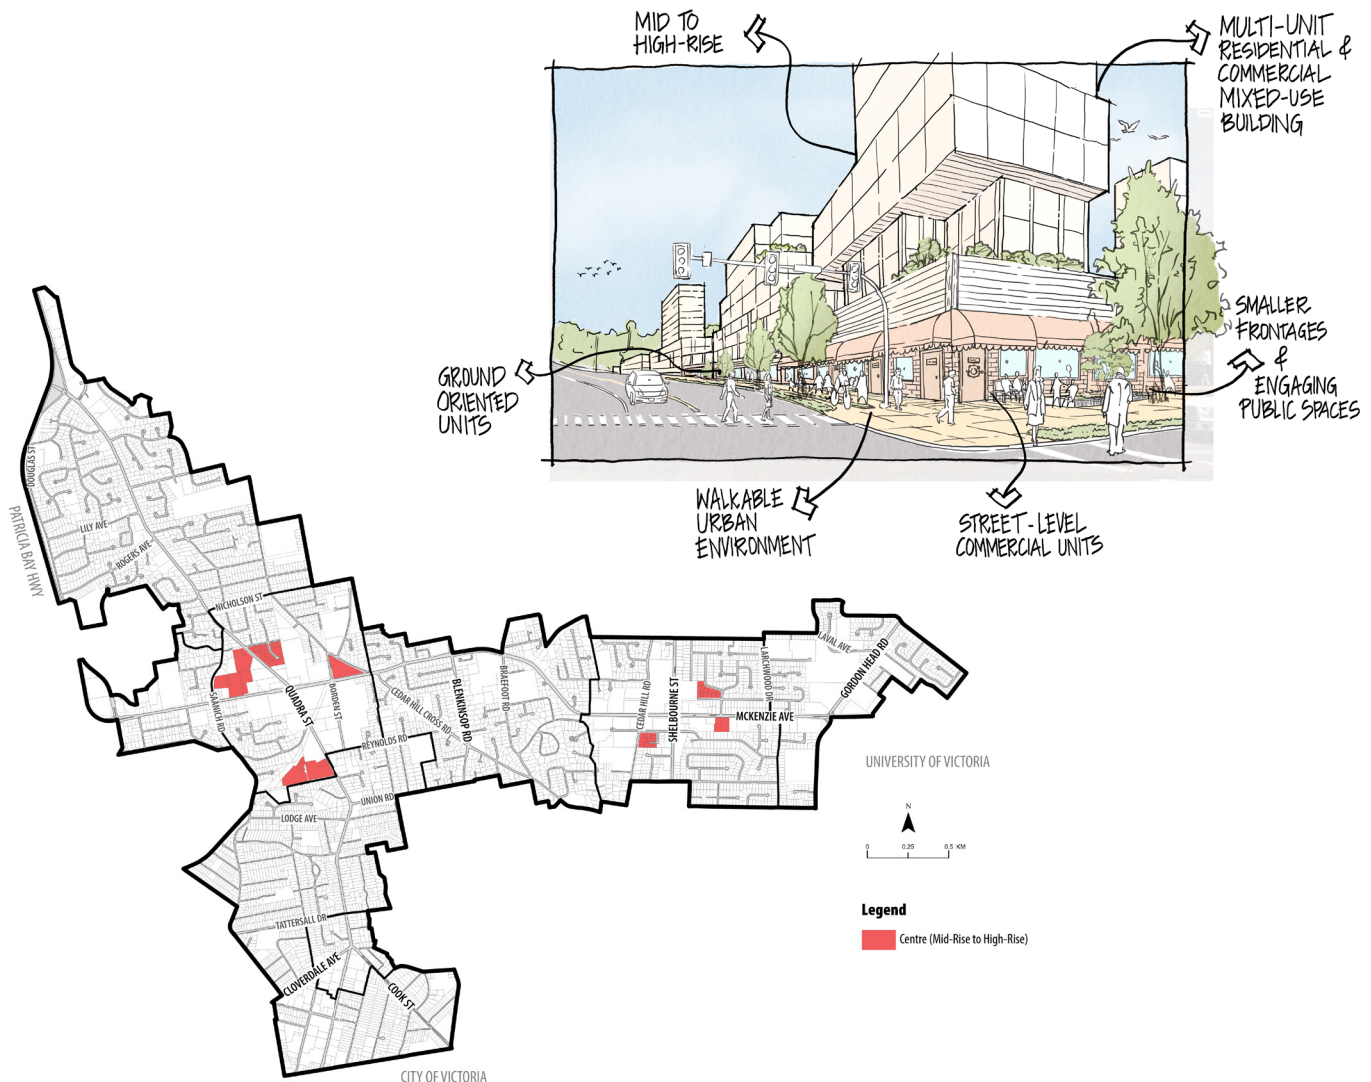 MID TO
HIGH-RISE
MULTI-UNIT
RESIDENTIAL &
COMMERCIAL
MIXED-USE
BUILDING
SMALLER
FRONTAGES
&
ENGAGING
PUBLIC SPACES
GROUND
ORIENTED
UNITS
WALKABLE
URBAN
ENVIRONMENT
STREET-LEVEL
COMMERCIAL UNITS
DOUGLAS ST
PATRICIA BAY HWY
LILY AVE
ROGERS AVE
NICHOLSON ST
SAANICH RD
QUADRA ST
BORDEN ST
CEDAR HILL CROSS RD
BLENKINSOP RD
BRAEFOOT RD
REYNOLDS RD
UNION RD
LODGE AVE
TATTERSALL DR
CLOVERDALE AVE
COOK ST
CITY OF VICTORIA
CEDAR HILL RD
SHELBOURNE ST
LARCHWOOD DR
LAVAL AVE
GORDON HEAD RD
MCKENZIE AVE
UNIVERSITY OF VICTORIA
N
0 0.25 0.5 KM
Legend
Centre (Mid-Rise to High-Rise)